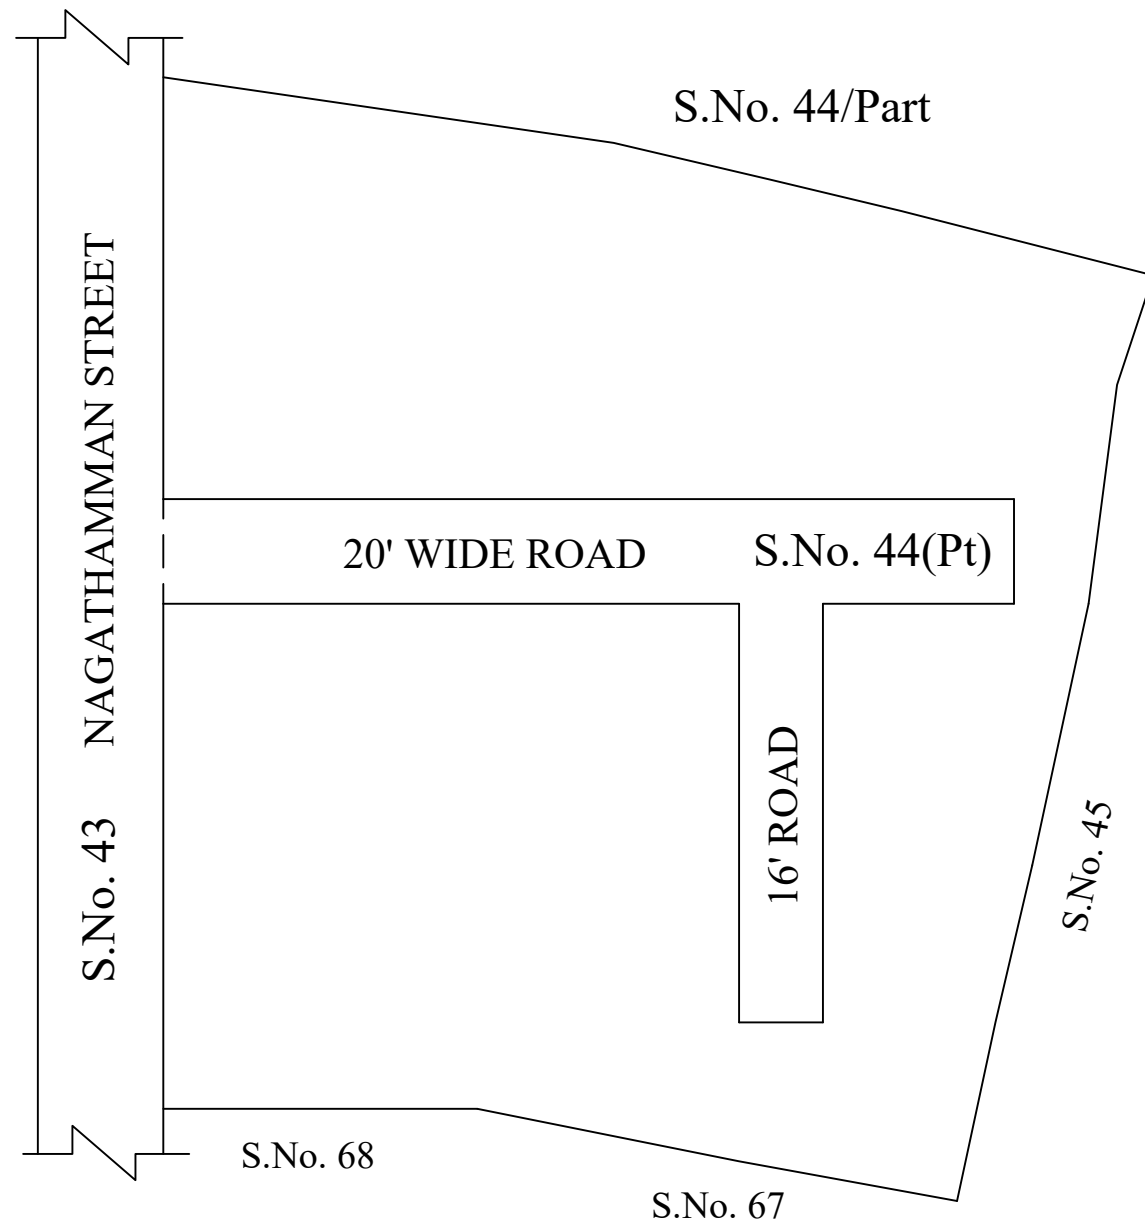 S.No. 44/Part
S.No. 43 NAGATHAMMAN STREET
20' WIDE ROAD
S.No. 44(Pt)
16' ROAD
S.No. 45
S.No. 68
S.No. 67